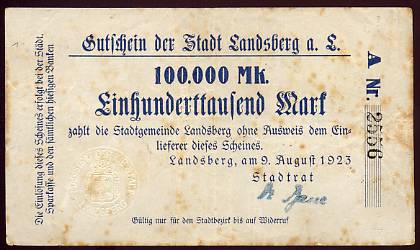 Gutschein der Stadt Landsberg a. L.
100.000 Mk.
Einhunderttausend Mark
zahlt die Stadtgemeinde Landsberg ohne Ausweis dem Ein-
lieferer dieses Scheines.
Landsberg, am 9. August 1923
Stadtrat
Gültig nur für den Stadtbezirk bis auf Widerruf
Die Einlösung dieses Scheines erfolgt bei der Städt.
Sparkasse und den sämtlichen hiesigen Banken
A Nr. 2556